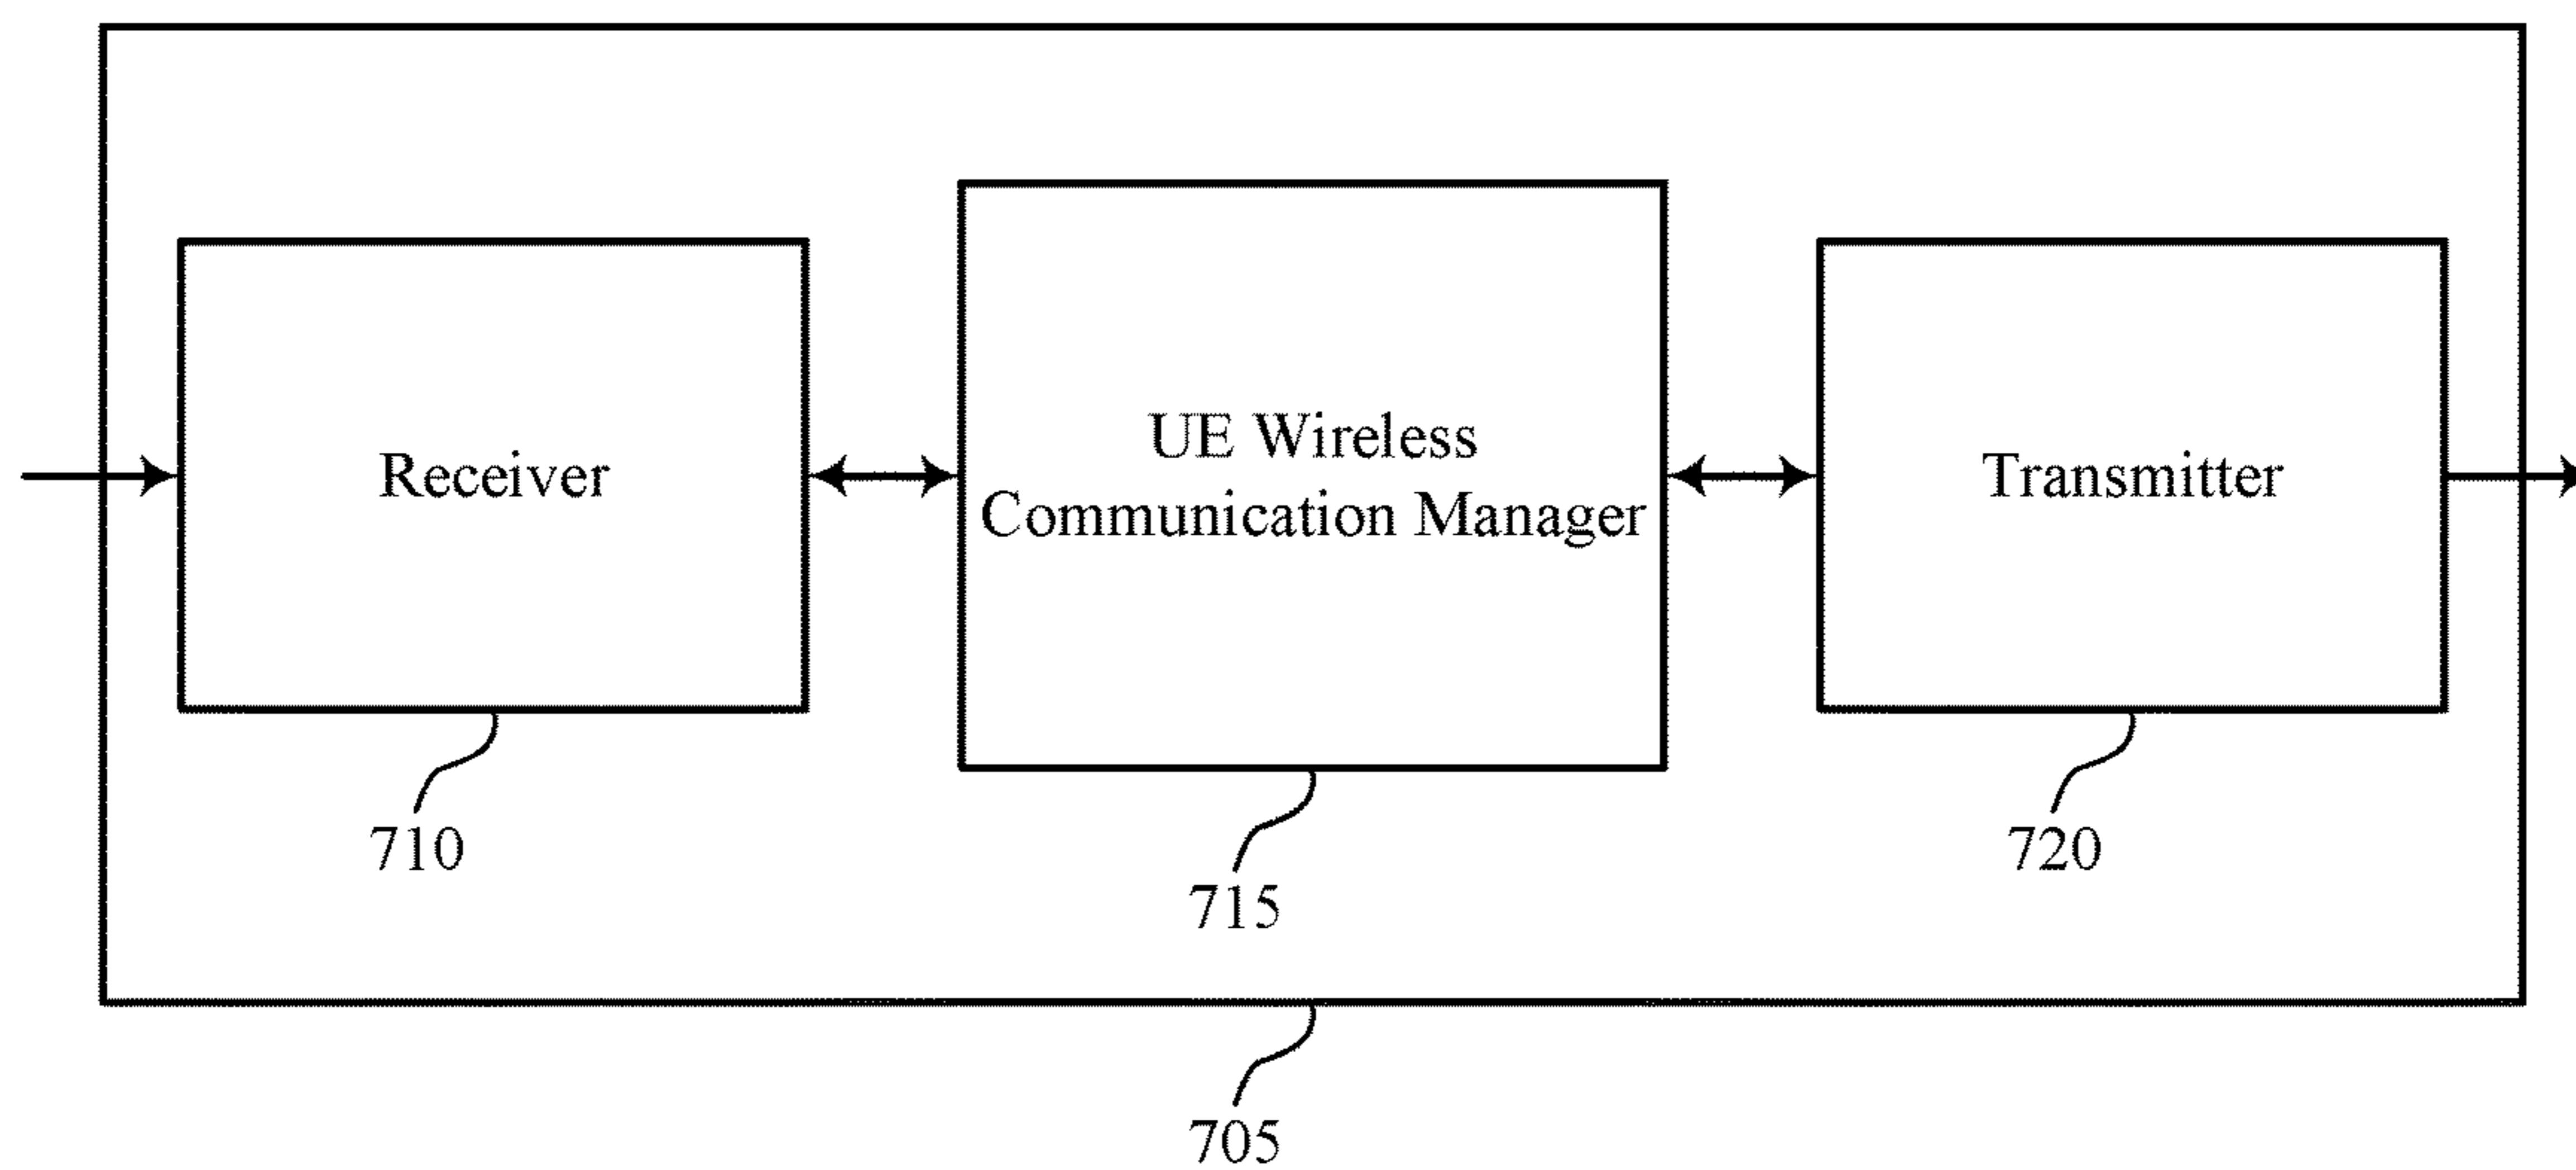 Receiver
UE Wireless
Communication Manager
Transmitter
710
715
720
705